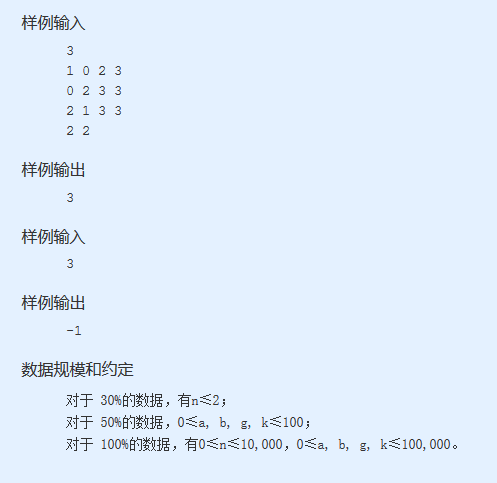 样例输入
3
1 0 2 3
0 2 3 3
2 1 3 3
2 2
样例输出
3
样例输入
3
样例输出
-1
数据规模和约定
对于 30%的数据，有n≤2；
对于 50%的数据，0≤a, b, g, k≤100；
对于 100%的数据，有0≤n≤10,000，0≤a, b, g, k≤100,000。